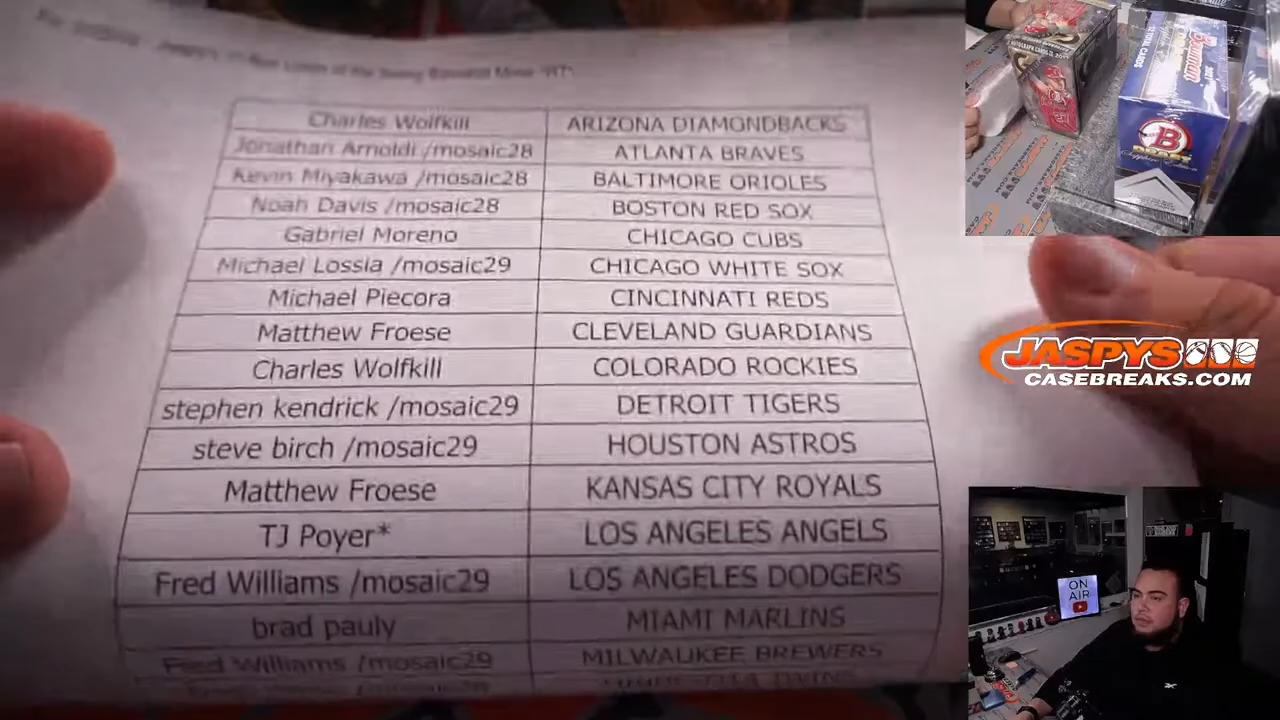 Charles Wolfkill ARIZONA DIAMONDBACKS
Jonathan Arnoldi /mosaic28 ATLANTA BRAVES
Kevin Miyakawa /mosaic28 BALTIMORE ORIOLES
Noah Davis /mosaic28 BOSTON RED SOX
Gabriel Moreno CHICAGO CUBS
Michael Lossia /mosaic29 CHICAGO WHITE SOX
Michael Piecora CINCINNATI REDS
Matthew Froese CLEVELAND GUARDIANS
Charles Wolfkill COLORADO ROCKIES
stephen kendrick /mosaic29 DETROIT TIGERS
steve birch /mosaic29 HOUSTON ASTROS
Matthew Froese KANSAS CITY ROYALS
TJ Poyer* LOS ANGELES ANGELS
Fred Williams /mosaic29 LOS ANGELES DODGERS
brad pauly MIAMI MARLINS
Fred Williams /mosaic29 MILWAUKEE BREWERS
Bowman
B
DRAFT
JASPYS
CASEBREAKS.COM
ON
AIR